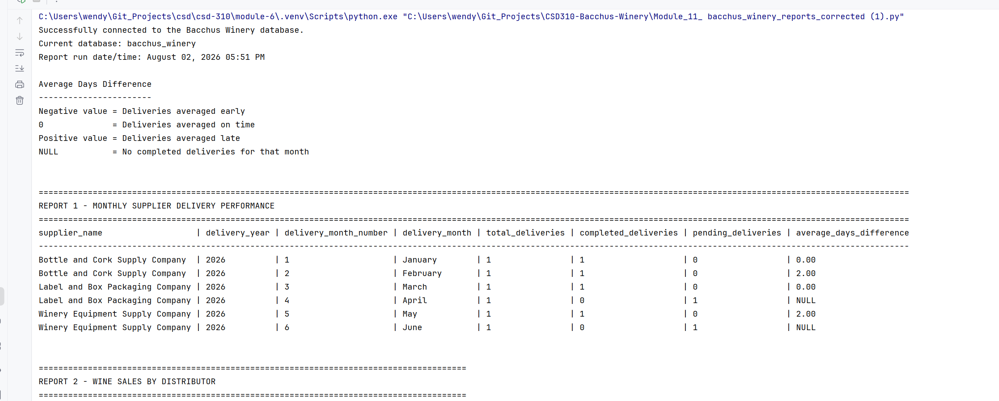 C:\Users\wendy\Git_Projects\csd\csd-310\module-6\.venv\Scripts\python.exe "C:\Users\wendy\Git_Projects\CSD310-Bacchus-Winery\Module_11_ bacchus_winery_reports_corrected (1).py"
Successfully connected to the Bacchus Winery database.
Current database: bacchus_winery
Report run date/time: August 02, 2026 05:51 PM
Average Days Difference
-----------------------
Negative value = Deliveries averaged early
0              = Deliveries averaged on time
Positive value = Deliveries averaged late
NULL           = No completed deliveries for that month
=================================================================================================================================================================================
REPORT 1 - MONTHLY SUPPLIER DELIVERY PERFORMANCE
=================================================================================================================================================================================
supplier_name                   | delivery_year | delivery_month_number | delivery_month | total_deliveries | completed_deliveries | pending_deliveries | average_days_difference
---------------------------------------------------------------------------------------------------------------------------------------------------------------------------------
Bottle and Cork Supply Company  | 2026          | 1                     | January        | 1                | 1                    | 0                  | 0.00
Bottle and Cork Supply Company  | 2026          | 2                     | February       | 1                | 1                    | 0                  | 2.00
Label and Box Packaging Company | 2026          | 3                     | March          | 1                | 1                    | 0                  | 0.00
Label and Box Packaging Company | 2026          | 4                     | April          | 1                | 0                    | 1                  | NULL
Winery Equipment Supply Company | 2026          | 5                     | May            | 1                | 1                    | 0                  | 2.00
Winery Equipment Supply Company | 2026          | 6                     | June           | 1                | 0                    | 1                  | NULL
=======================================================================================
REPORT 2 - WINE SALES BY DISTRIBUTOR
=======================================================================================